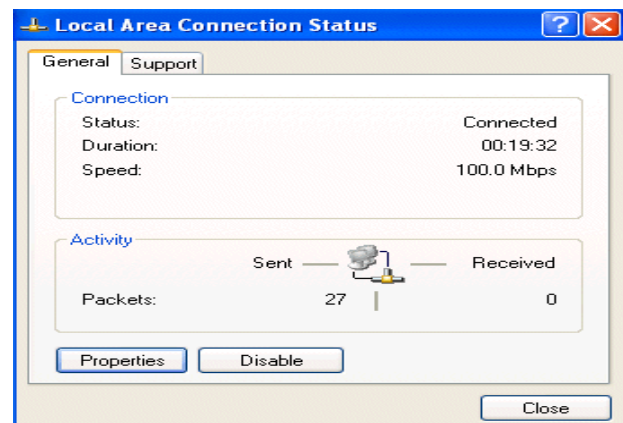 Local Area Connection Status
General Support
Connection
Status: Connected
Duration: 00:19:32
Speed: 100.0 Mbps
Activity
Sent Received
Packets: 27 0
Properties Disable
Close